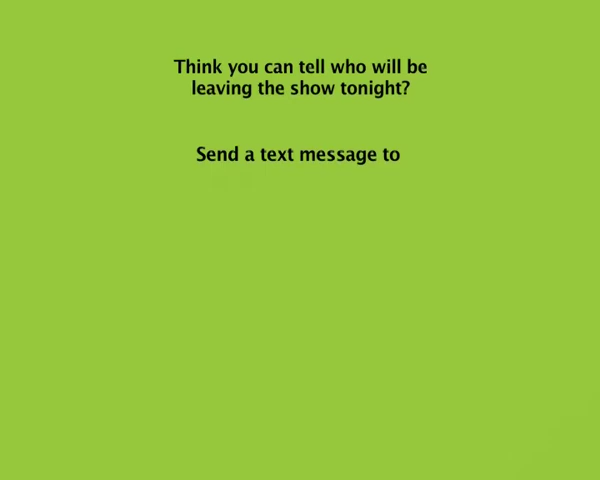 Think you can tell who will be
leaving the show tonight?
Send a text message to